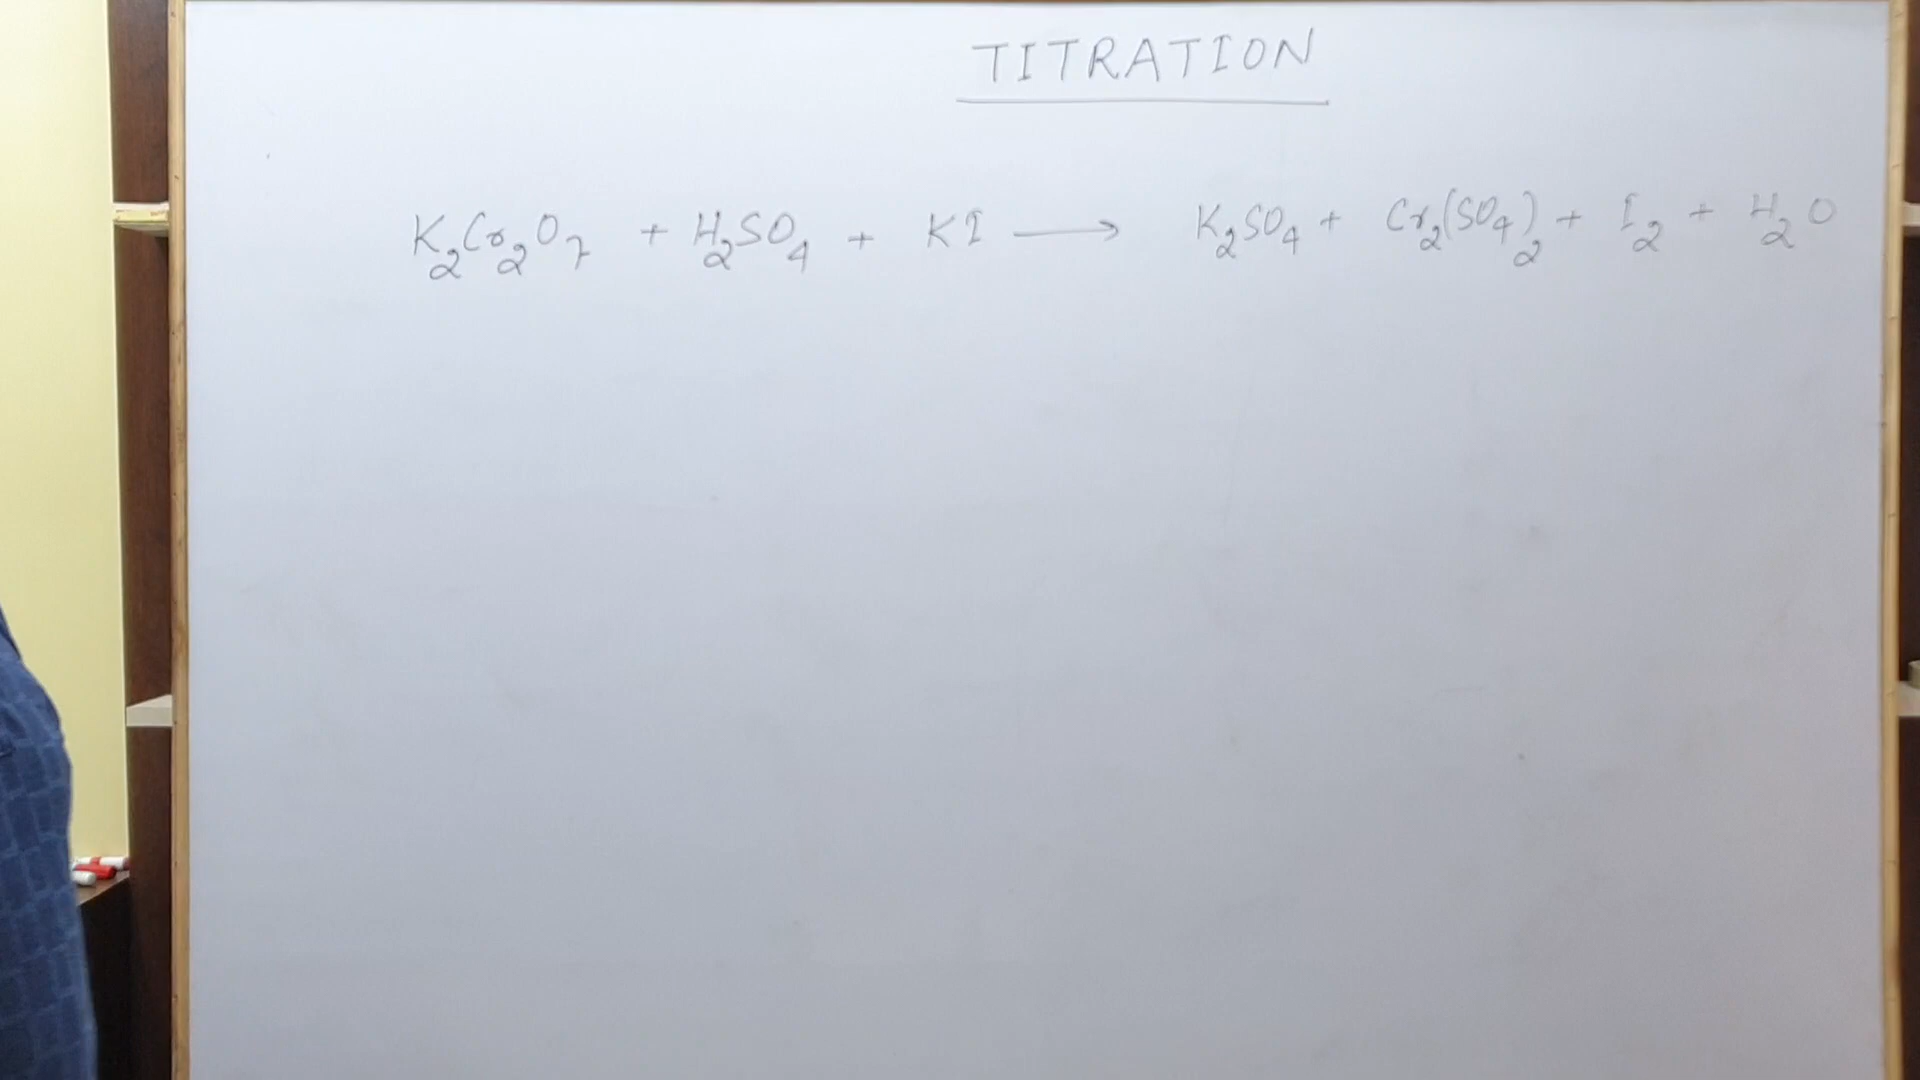 TITRATION
K₂Cr₂O₇ + H₂SO₄ + KI ⟶ K₂SO₄ + Cr₂(SO₄)₂ + I₂ + H₂O